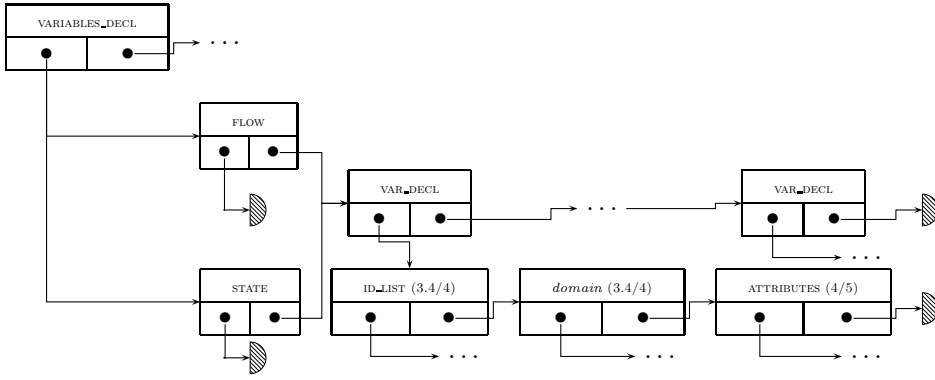 VARIABLES_DECL
...
FLOW
VAR_DECL
...
VAR_DECL
...
STATE
ID_LIST (3.4/4)
domain (3.4/4)
ATTRIBUTES (4/5)
...
...
...